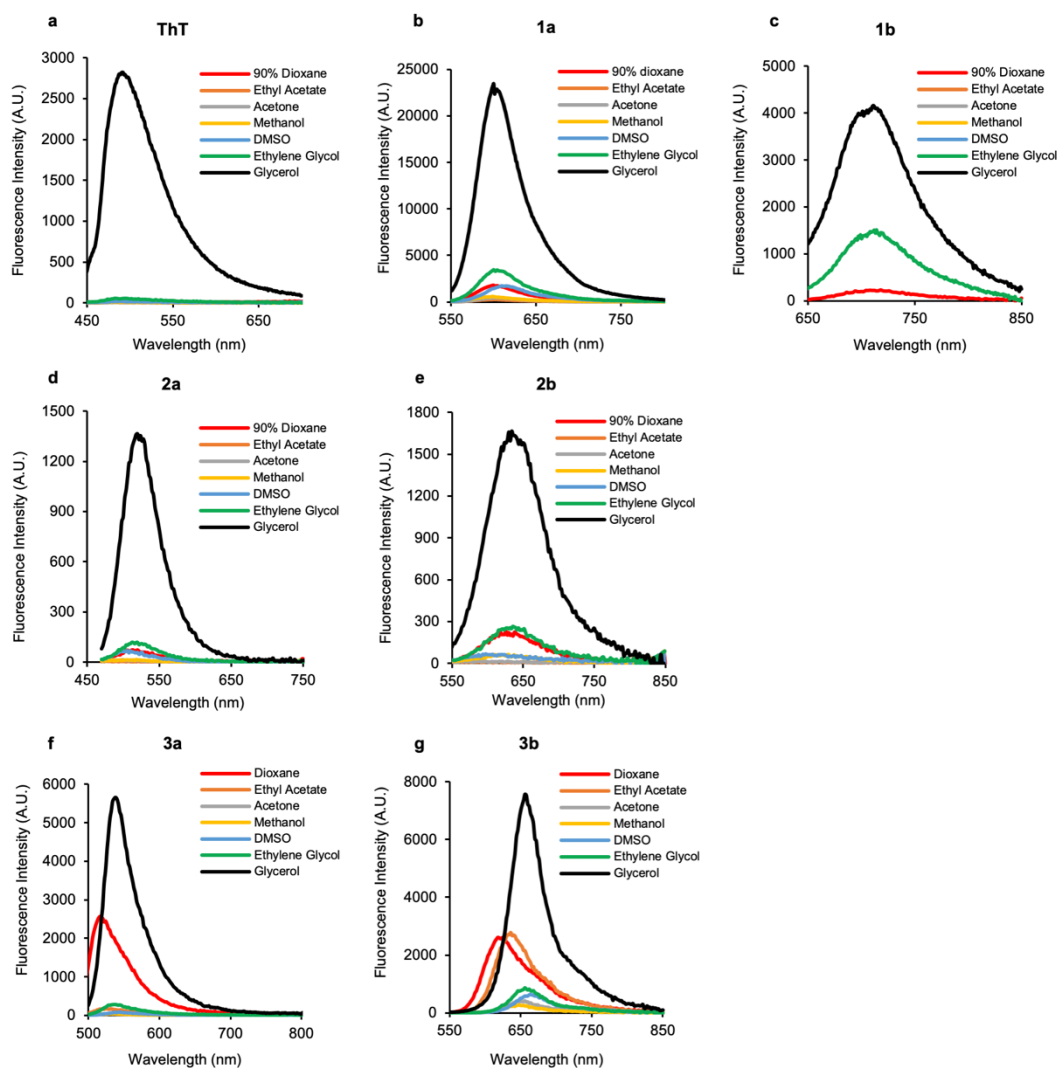 a ThT
Fluorescence Intensity (A.U.)
3000
2500
2000
1500
1000
500
0
450 550 650
Wavelength (nm)
90% Dioxane
Ethyl Acetate
Acetone
Methanol
DMSO
Ethylene Glycol
Glycerol
b 1a
Fluorescence Intensity (A.U.)
25000
20000
15000
10000
5000
0
550 650 750
Wavelength (nm)
90% dioxane
Ethyl Acetate
Acetone
Methanol
DMSO
Ethylene Glycol
Glycerol
c 1b
Fluorescence Intensity (A.U.)
5000
4000
3000
2000
1000
0
650 750 850
Wavelength (nm)
90% Dioxane
Ethyl Acetate
Acetone
Methanol
DMSO
Ethylene Glycol
Glycerol
d 2a
Fluorescence Intensity (A.U.)
1500
1200
900
600
300
0
450 550 650 750
Wavelength (nm)
90% Dioxane
Ethyl Acetate
Acetone
Methanol
DMSO
Ethylene Glycol
Glycerol
e 2b
Fluorescence Intensity (A.U.)
1800
1500
1200
900
600
300
0
550 650 750 850
Wavelength (nm)
90% Dioxane
Ethyl Acetate
Acetone
Methanol
DMSO
Ethylene Glycol
Glycerol
f 3a
Fluorescence Intensity (A.U.)
6000
5000
4000
3000
2000
1000
0
500 600 700 800
Wavelength (nm)
Dioxane
Ethyl Acetate
Acetone
Methanol
DMSO
Ethylene Glycol
Glycerol
g 3b
Fluorescence Intensity (A.U.)
8000
6000
4000
2000
0
550 650 750 850
Wavelength (nm)
Dioxane
Ethyl Acetate
Acetone
Methanol
DMSO
Ethylene Glycol
Glycerol